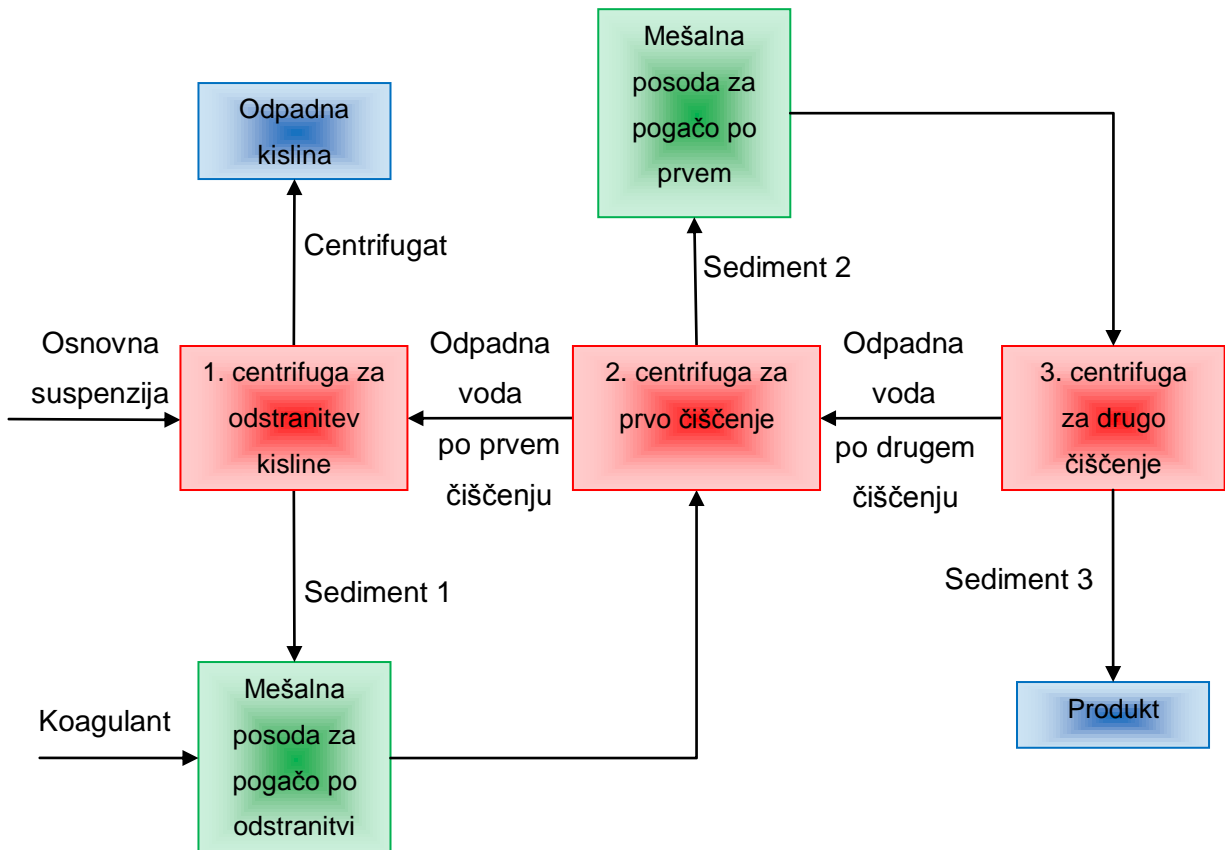 Mešalna
posoda za
pogačo po
prvem
Odpadna
kislina
Centrifugat
Sediment 2
Osnovna
suspenzija
1. centrifuga za
odstranitev
kisline
Odpadna
voda
po prvem
čiščenju
2. centrifuga za
prvo čiščenje
Odpadna
voda
po drugem
čiščenju
3. centrifuga
za drugo
čiščenje
Sediment 1
Sediment 3
Koagulant
Mešalna
posoda za
pogačo po
odstranitvi
Produkt